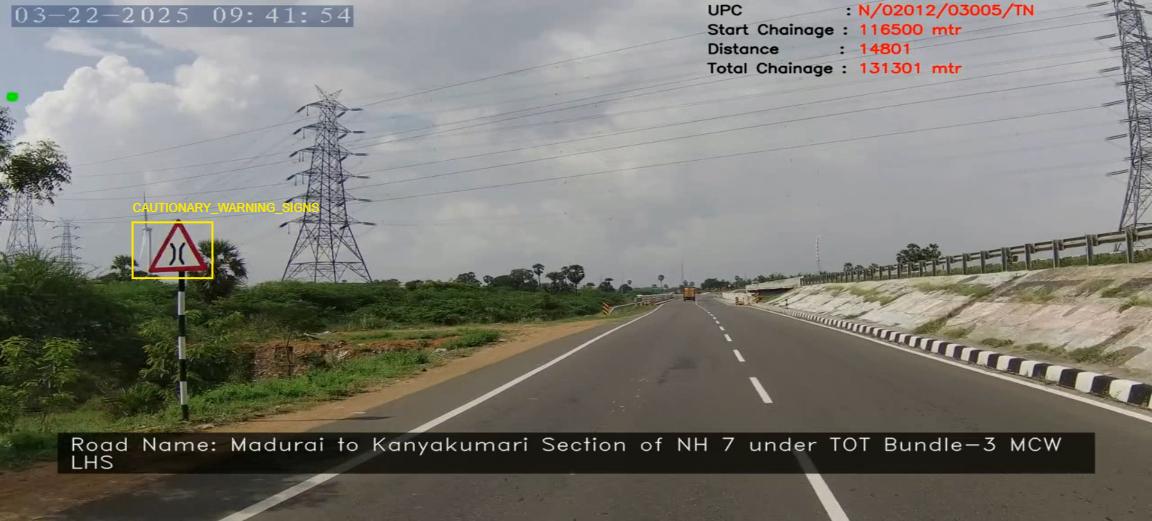 03-22-2025 09:41:54
UPC : N/02012/03005/TN
Start Chainage : 116500 mtr
Distance : 14801
Total Chainage : 131301 mtr
CAUTIONARY_WARNING_SIGNS
Road Name: Madurai to Kanyakumari Section of NH 7 under TOT Bundle-3 MCW
LHS